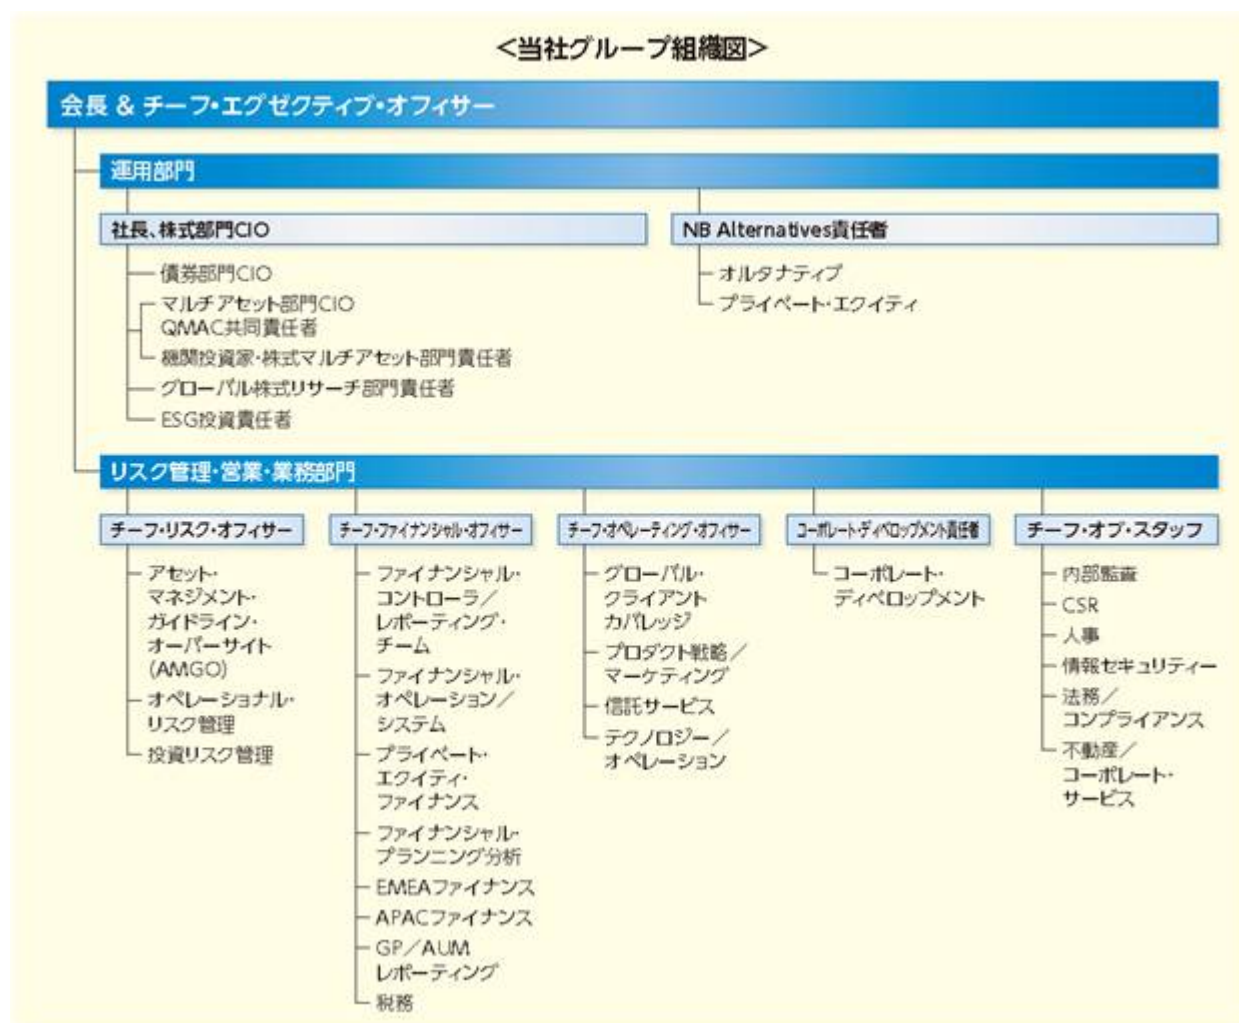 <当社グループ組織図>
会長 & チーフ・エグゼクティブ・オフィサー
運用部門
社長、株式部門CIO
債券部門CIO
マルチアセット部門CIO
QMAC共同責任者
機関投資家・株式マルチアセット部門責任者
グローバル株式リサーチ部門責任者
ESG投資責任者
NB Alternatives責任者
オルタナティブ
プライベート・エクイティ
リスク管理・営業・業務部門
チーフ・リスク・オフィサー
アセット・
マネジメント・
ガイドライン・
オーバーサイト
(AMGO)
オペレーショナル・
リスク管理
投資リスク管理
チーフ・ファイナンシャル・オフィサー
ファイナンシャル・
コントローラ／
レポーティング・
チーム
ファイナンシャル・
オペレーション／
システム
プライベート・
エクイティ・
ファイナンス
ファイナンシャル・
プランニング分析
EMEAファイナンス
APACファイナンス
GP／AUM
レポーティング
税務
チーフ・オペレーティング・オフィサー
グローバル・
クライアント
カバレッジ
プロダクト戦略／
マーケティング
信託サービス
テクノロジー／
オペレーション
コーポレート・ディベロップメント責任者
コーポレート・
ディベロップメント
チーフ・オブ・スタッフ
内部監査
CSR
人事
情報セキュリティー
法務／
コンプライアンス
不動産／
コーポレート・
サービス